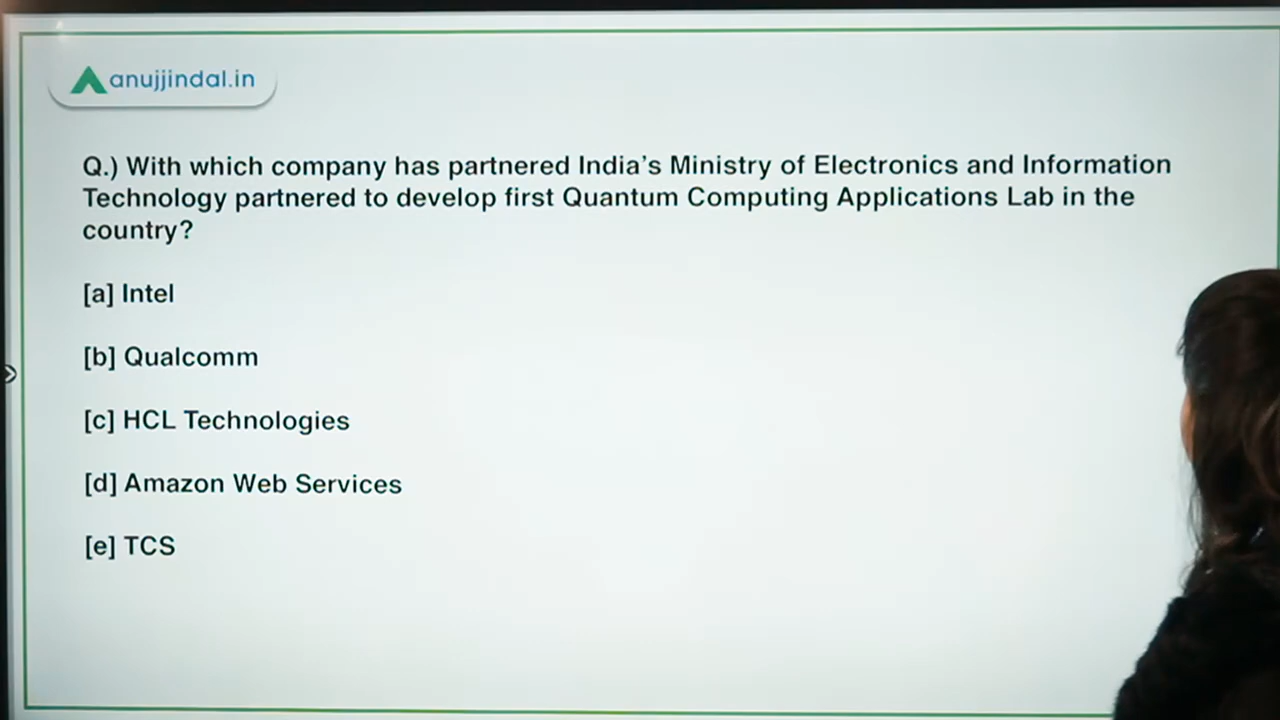 anujjindal.in
Q.) With which company has partnered India's Ministry of Electronics and Information
Technology partnered to develop first Quantum Computing Applications Lab in the
country?
[a] Intel
[b] Qualcomm
[c] HCL Technologies
[d] Amazon Web Services
[e] TCS